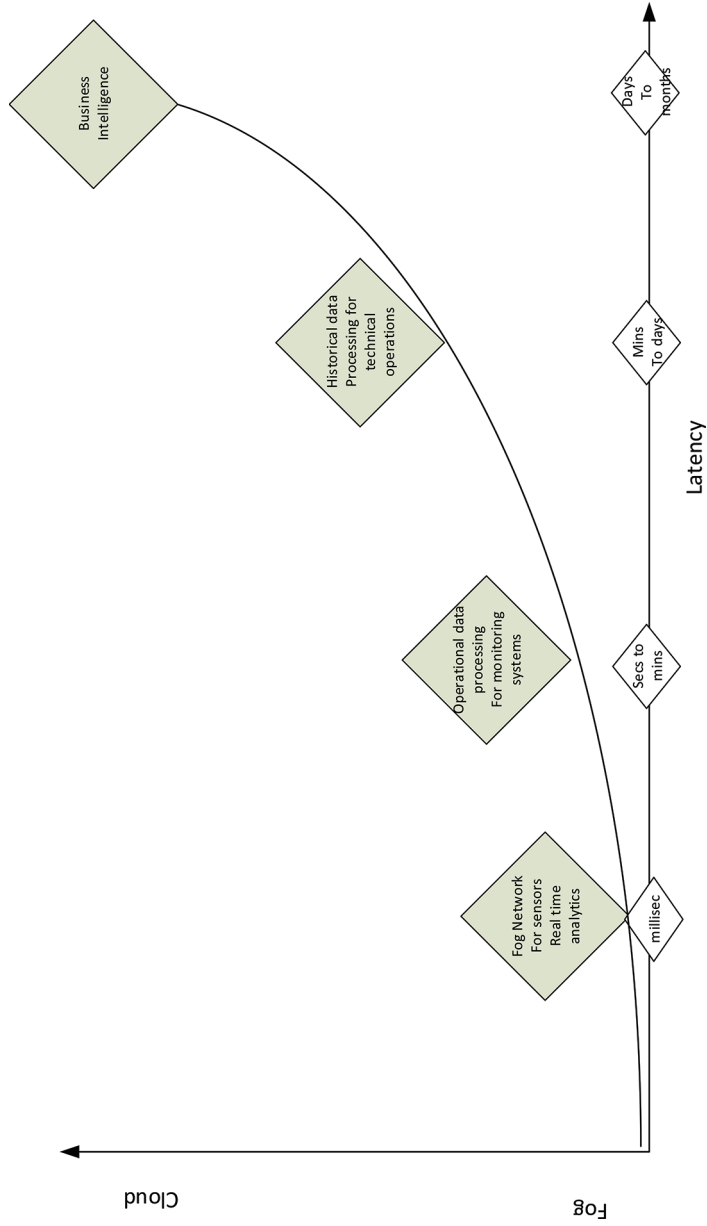 Cloud
Fog
Business
Intelligence
Historical data
Processing for
technical
operations
Operational data
processing
For monitoring
systems
Fog Network
For sensors
Real time
analytics
millisec
Secs to
mins
Mins
To days
Days
To
months
Latency